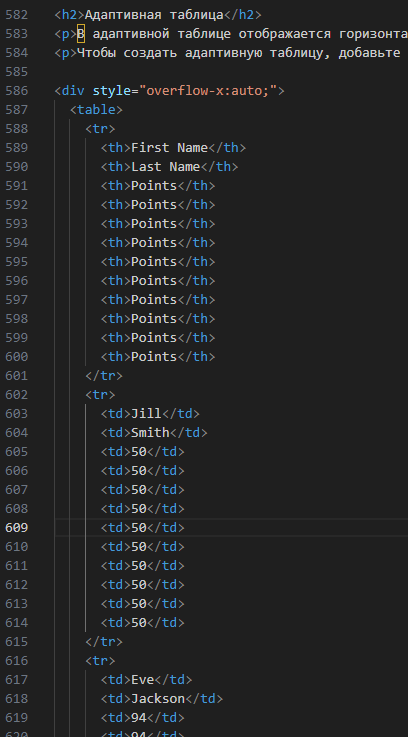 582 <h2>Адаптивная таблица</h2>
583 <p>В адаптивной таблице отображается горизонта
584 <p>Чтобы создать адаптивную таблицу, добавьте
585
586 <div style="overflow-x:auto;">
587 <table>
588 <tr>
589 <th>First Name</th>
590 <th>Last Name</th>
591 <th>Points</th>
592 <th>Points</th>
593 <th>Points</th>
594 <th>Points</th>
595 <th>Points</th>
596 <th>Points</th>
597 <th>Points</th>
598 <th>Points</th>
599 <th>Points</th>
600 <th>Points</th>
601 </tr>
602 <tr>
603 <td>Jill</td>
604 <td>Smith</td>
605 <td>50</td>
606 <td>50</td>
607 <td>50</td>
608 <td>50</td>
609 <td>50</td>
610 <td>50</td>
611 <td>50</td>
612 <td>50</td>
613 <td>50</td>
614 <td>50</td>
615 </tr>
616 <tr>
617 <td>Eve</td>
618 <td>Jackson</td>
619 <td>94</td>
620 <td>94</td>